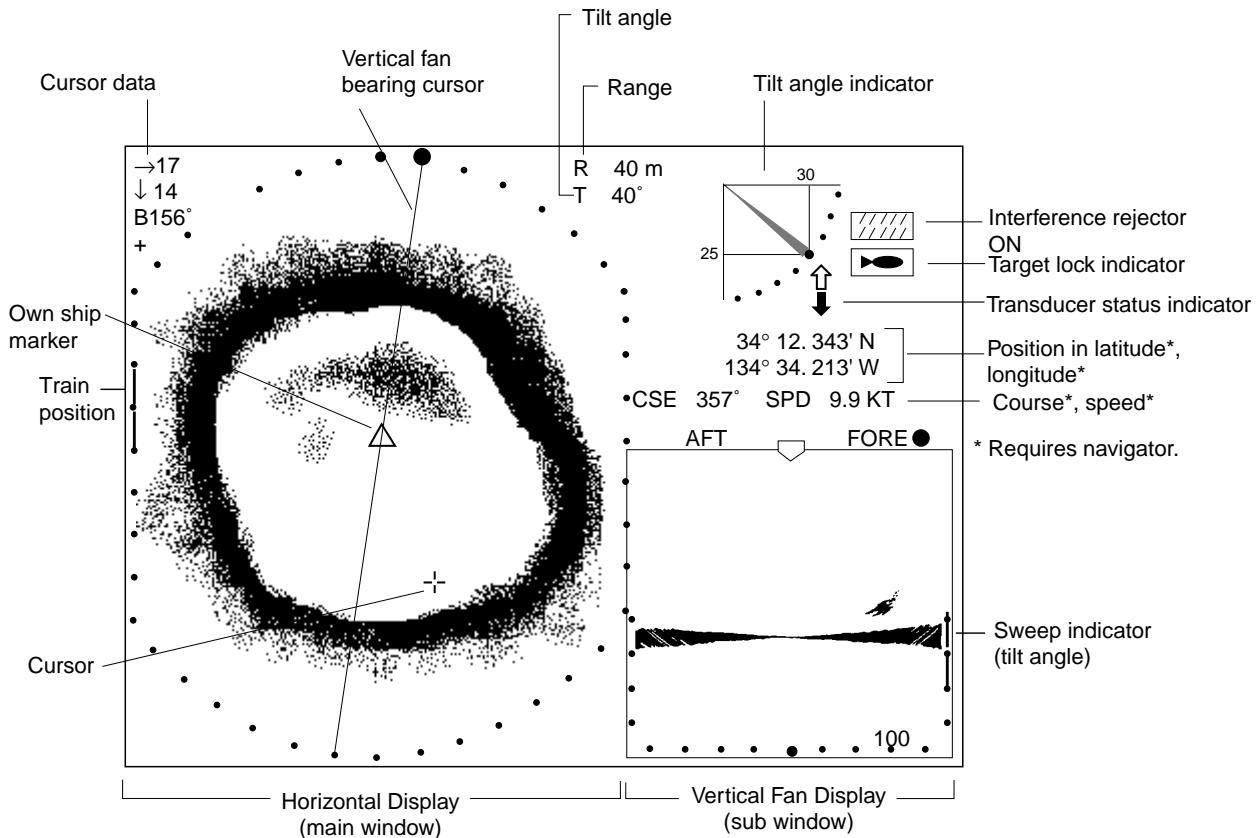 Tilt angle
Vertical fan
bearing cursor
Cursor data
Range
Tilt angle indicator
→17
↓ 14
B156°
+
R 40 m
T 40°
30
25
Interference rejector
ON
Target lock indicator
Transducer status indicator
Own ship
marker
34° 12. 343' N
134° 34. 213' W
Position in latitude*,
longitude*
Train
position
CSE 357° SPD 9.9 KT
Course*, speed*
AFT FORE
* Requires navigator.
Sweep indicator
(tilt angle)
Cursor
100
Horizontal Display
(main window)
Vertical Fan Display
(sub window)